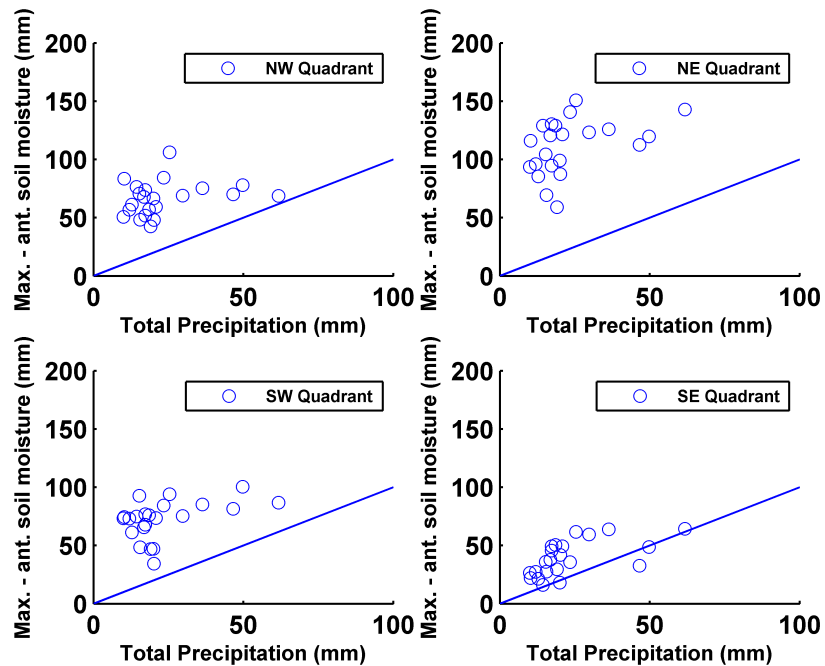 Max. - ant. soil moisture (mm)
200
150
100
50
0
NW Quadrant
0 50 100
Total Precipitation (mm)
Max. - ant. soil moisture (mm)
200
150
100
50
0
NE Quadrant
0 50 100
Total Precipitation (mm)
Max. - ant. soil moisture (mm)
200
150
100
50
0
SW Quadrant
0 50 100
Total Precipitation (mm)
Max. - ant. soil moisture (mm)
200
150
100
50
0
SE Quadrant
0 50 100
Total Precipitation (mm)